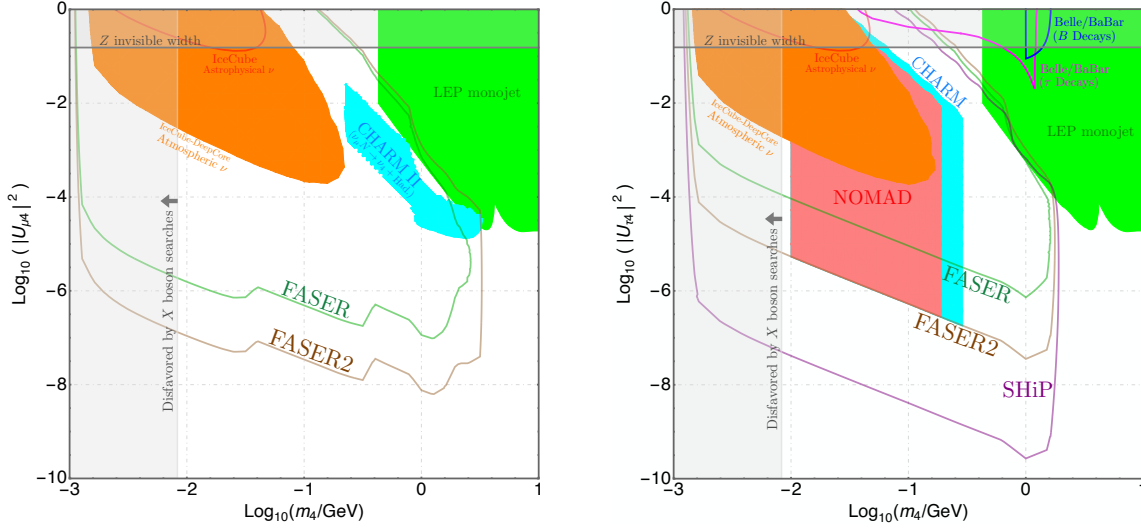 0
−2
−4
−6
−8
−10
−3
−2
−1
0
1
Log10(m4/GeV)
Log10 ( |Uμ4| 2 )
Z invisible width
IceCube
Astrophysical ν
IceCube-DeepCore
Atmospheric ν
CHARM II
LEP monojet
Disfavored by X boson searches
FASER
FASER2
0
−2
−4
−6
−8
−10
−3
−2
−1
0
1
Log10(m4/GeV)
Log10 ( |Uτ4| 2 )
Z invisible width
IceCube
Astrophysical ν
IceCube-DeepCore
Atmospheric ν
CHARM
Belle/BaBar
(B Decays)
Belle/BaBar
(τ Decays)
LEP monojet
NOMAD
Disfavored by X boson searches
FASER
FASER2
SHiP